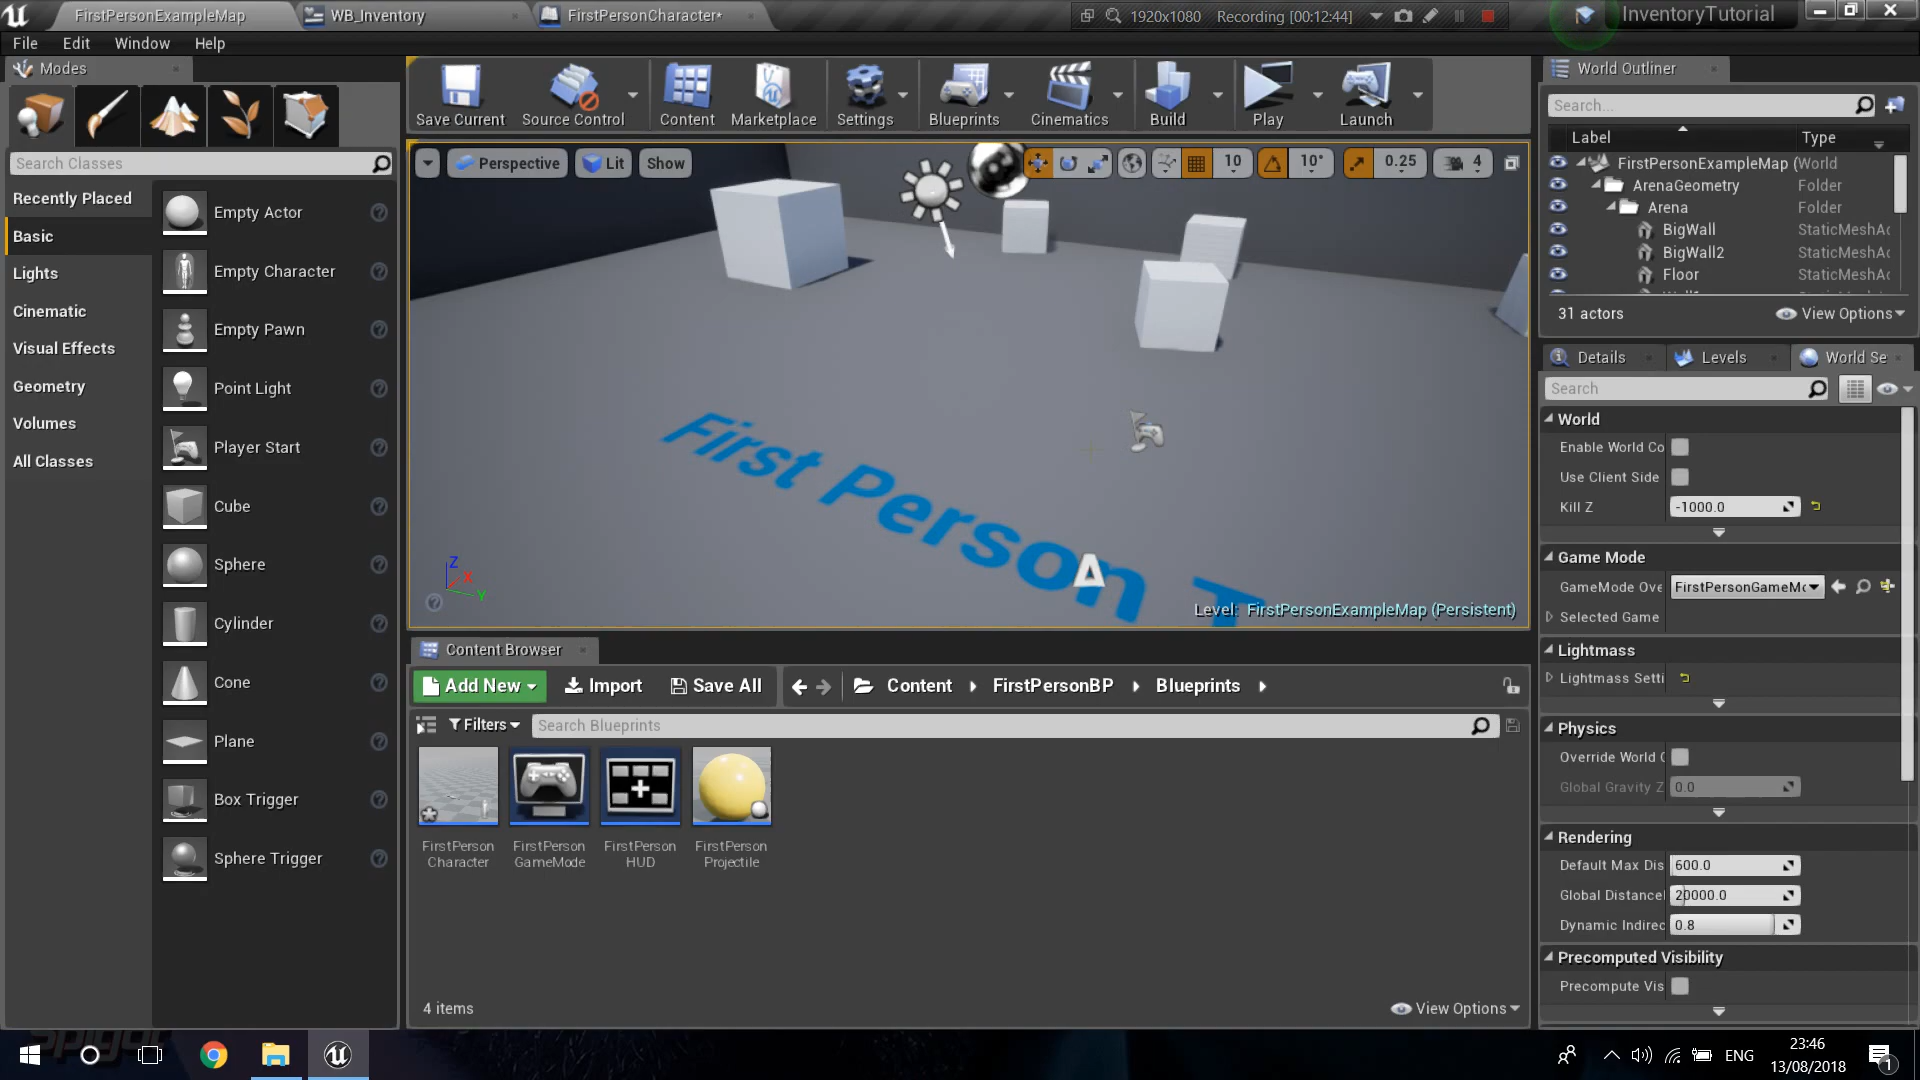 FirstPersonExampleMap
WB_Inventory
FirstPersonCharacter*
1920x1080
Recording [00:12:44]
InventoryTutorial
File
Edit
Window
Help
Modes
Search Classes
Recently Placed
Basic
Lights
Cinematic
Visual Effects
Geometry
Volumes
All Classes
Empty Actor
Empty Character
Empty Pawn
Point Light
Player Start
Cube
Sphere
Cylinder
Cone
Plane
Box Trigger
Sphere Trigger
Save Current
Source Control
Content
Marketplace
Settings
Blueprints
Cinematics
Build
Play
Launch
Perspective
Lit
Show
10
10°
0.25
4
First Person T
A
Z
X
Y
Level: FirstPersonExampleMap (Persistent)
Content Browser
Add New
Import
Save All
Content
FirstPersonBP
Blueprints
Filters
Search Blueprints
FirstPerson
Character
FirstPerson
GameMode
FirstPerson
HUD
FirstPerson
Projectile
4 items
View Options
World Outliner
Search...
Label
Type
FirstPersonExampleMap (
World
ArenaGeometry
Folder
Arena
Folder
BigWall
StaticMeshAc
BigWall2
StaticMeshAc
Floor
StaticMeshAc
31 actors
View Options
Details
Levels
World Se
Search
World
Enable World Co
Use Client Side
Kill Z
-1000.0
Game Mode
GameMode Ove
FirstPersonGameMo
Selected Game
Lightmass
Lightmass Setti
Physics
Override World G
Global Gravity Z
0.0
Rendering
Default Max Dis
600.0
Global Distance
20000.0
Dynamic Indirec
0.8
Precomputed Visibility
Precompute Vis
ENG
23:46
13/08/2018
1